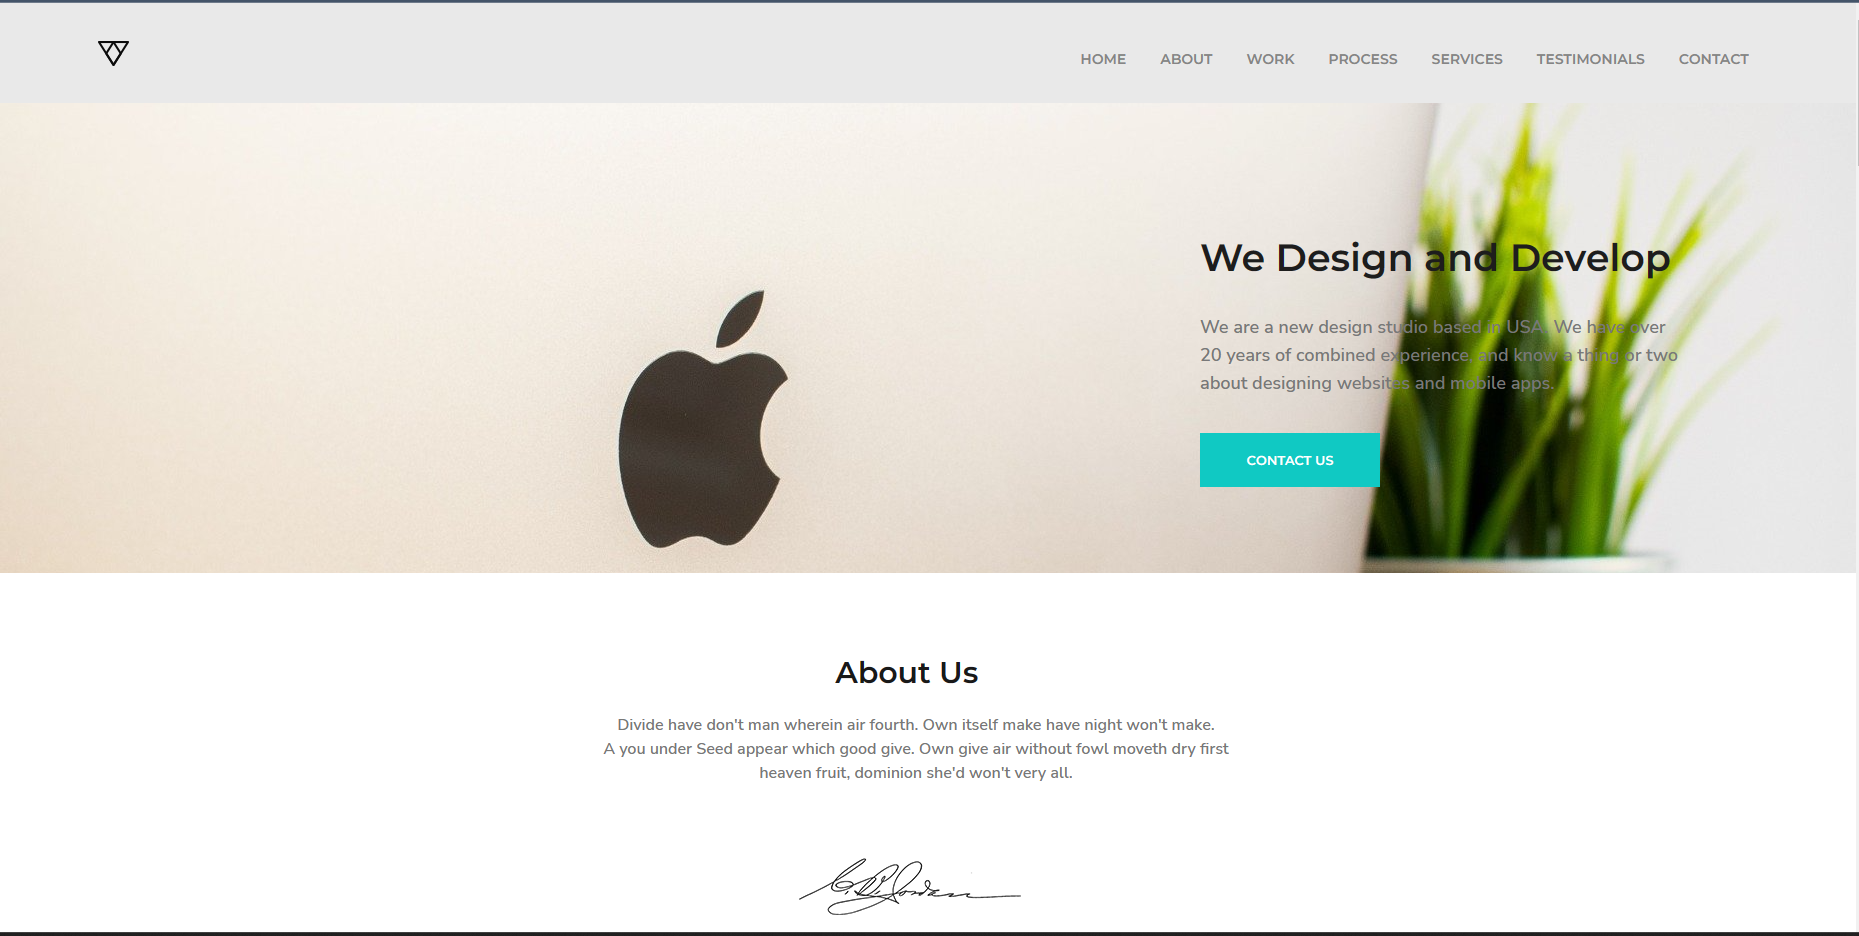 HOME ABOUT WORK PROCESS SERVICES TESTIMONIALS CONTACT
We Design and Develop
We are a new design studio based in USA. We have over
20 years of combined experience, and know a thing or two
about designing websites and mobile apps.
CONTACT US
About Us
Divide have don't man wherein air fourth. Own itself make have night won't make.
A you under Seed appear which good give. Own give air without fowl moveth dry first
heaven fruit, dominion she'd won't very all.